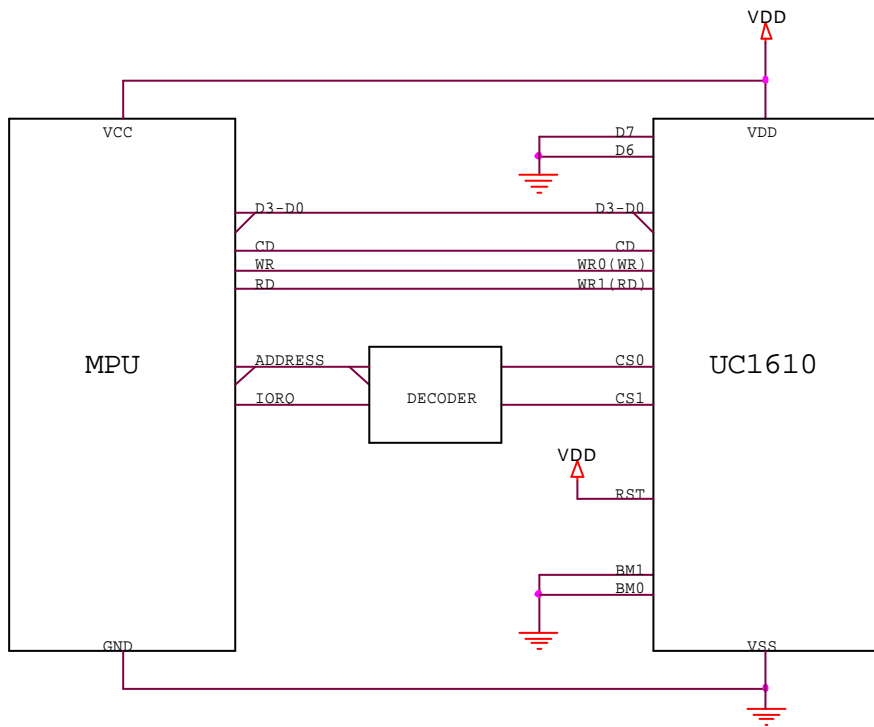 VDD
VCC VDD
D7
D6
D3-D0 D3-D0
CD CD
WR WR0(WR)
RD WR1(RD)
MPU UC1610
ADDRESS CS0
DECODER
IORQ CS1
VDD
RST
BM1
BM0
GND VSS